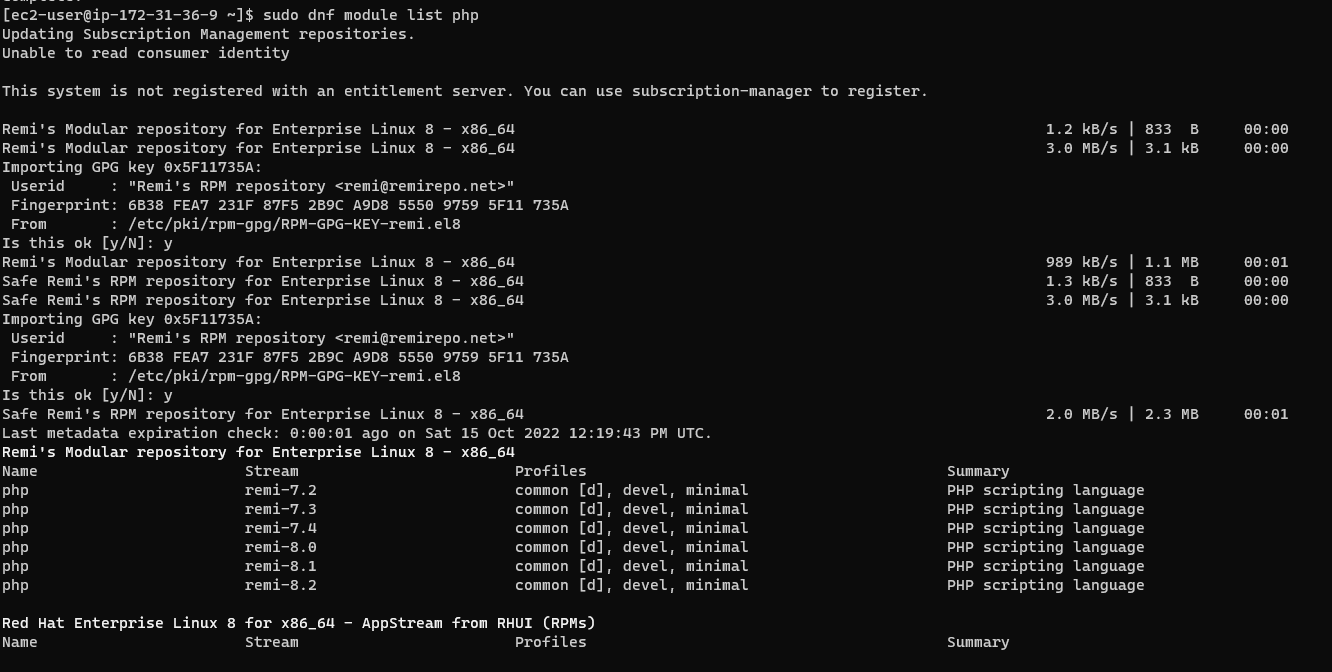 [ec2-user@ip-172-31-36-9 ~]$ sudo dnf module list php
Updating Subscription Management repositories.
Unable to read consumer identity
This system is not registered with an entitlement server. You can use subscription-manager to register.
Remi's Modular repository for Enterprise Linux 8 - x86_64 1.2 kB/s | 833 B 00:00
Remi's Modular repository for Enterprise Linux 8 - x86_64 3.0 MB/s | 3.1 kB 00:00
Importing GPG key 0x5F11735A:
Userid : "Remi's RPM repository <remi@remirepo.net>"
Fingerprint: 6B38 FEA7 231F 87F5 2B9C A9D8 5550 9759 5F11 735A
From : /etc/pki/rpm-gpg/RPM-GPG-KEY-remi.el8
Is this ok [y/N]: y
Remi's Modular repository for Enterprise Linux 8 - x86_64 989 kB/s | 1.1 MB 00:01
Safe Remi's RPM repository for Enterprise Linux 8 - x86_64 1.3 kB/s | 833 B 00:00
Safe Remi's RPM repository for Enterprise Linux 8 - x86_64 3.0 MB/s | 3.1 kB 00:00
Importing GPG key 0x5F11735A:
Userid : "Remi's RPM repository <remi@remirepo.net>"
Fingerprint: 6B38 FEA7 231F 87F5 2B9C A9D8 5550 9759 5F11 735A
From : /etc/pki/rpm-gpg/RPM-GPG-KEY-remi.el8
Is this ok [y/N]: y
Safe Remi's RPM repository for Enterprise Linux 8 - x86_64 2.0 MB/s | 2.3 MB 00:01
Last metadata expiration check: 0:00:01 ago on Sat 15 Oct 2022 12:19:43 PM UTC.
Remi's Modular repository for Enterprise Linux 8 - x86_64
Name Stream Profiles Summary
php remi-7.2 common [d], devel, minimal PHP scripting language
php remi-7.3 common [d], devel, minimal PHP scripting language
php remi-7.4 common [d], devel, minimal PHP scripting language
php remi-8.0 common [d], devel, minimal PHP scripting language
php remi-8.1 common [d], devel, minimal PHP scripting language
php remi-8.2 common [d], devel, minimal PHP scripting language
Red Hat Enterprise Linux 8 for x86_64 - AppStream from RHUI (RPMs)
Name Stream Profiles Summary